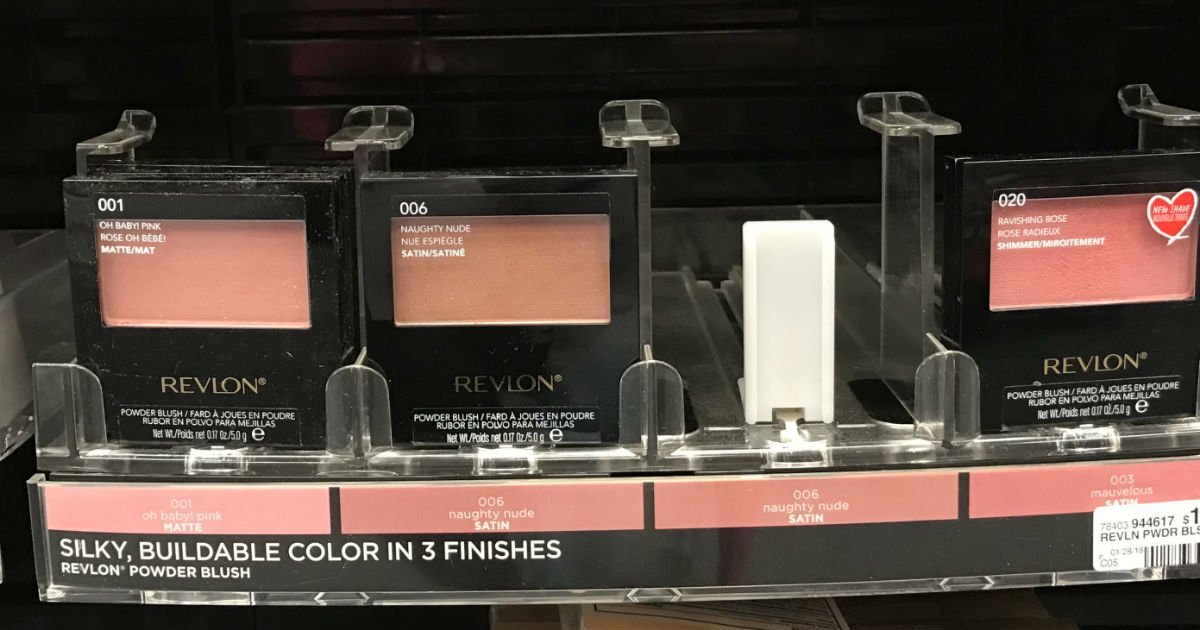 001
OH BABY! PINK
ROSE OH BÉBÉ!
MATTE/MAT
REVLON®
POWDER BLUSH / FARD À JOUES EN POUDRE
RUBOR EN POLVO PARA MEJILLAS
Net Wt./Poids net 0.17 Oz./5.0 g ℮
006
NAUGHTY NUDE
NUE ESPIÈGLE
SATIN/SATINÉ
REVLON®
POWDER BLUSH / FARD À JOUES EN POUDRE
RUBOR EN POLVO PARA MEJILLAS
Net Wt./Poids net 0.17 Oz./5.0 g ℮
020
RAVISHING ROSE
ROSE RADIEUX
SHIMMER/MIROITEMENT
NEW SHADE
NOUVELLE TEINTE
REVLON®
POWDER BLUSH / FARD À JOUES EN POUDRE
RUBOR EN POLVO PARA MEJILLAS
Net Wt./Poids net 0.17 Oz./5.0 g ℮
001
oh baby! pink
MATTE
006
naughty nude
SATIN
006
naughty nude
SATIN
003
mauvelous
SATIN
SILKY, BUILDABLE COLOR IN 3 FINISHES
REVLON® POWDER BLUSH
78403 944617 $1
REVLN PWDR BLS
P 01/28/18
C05